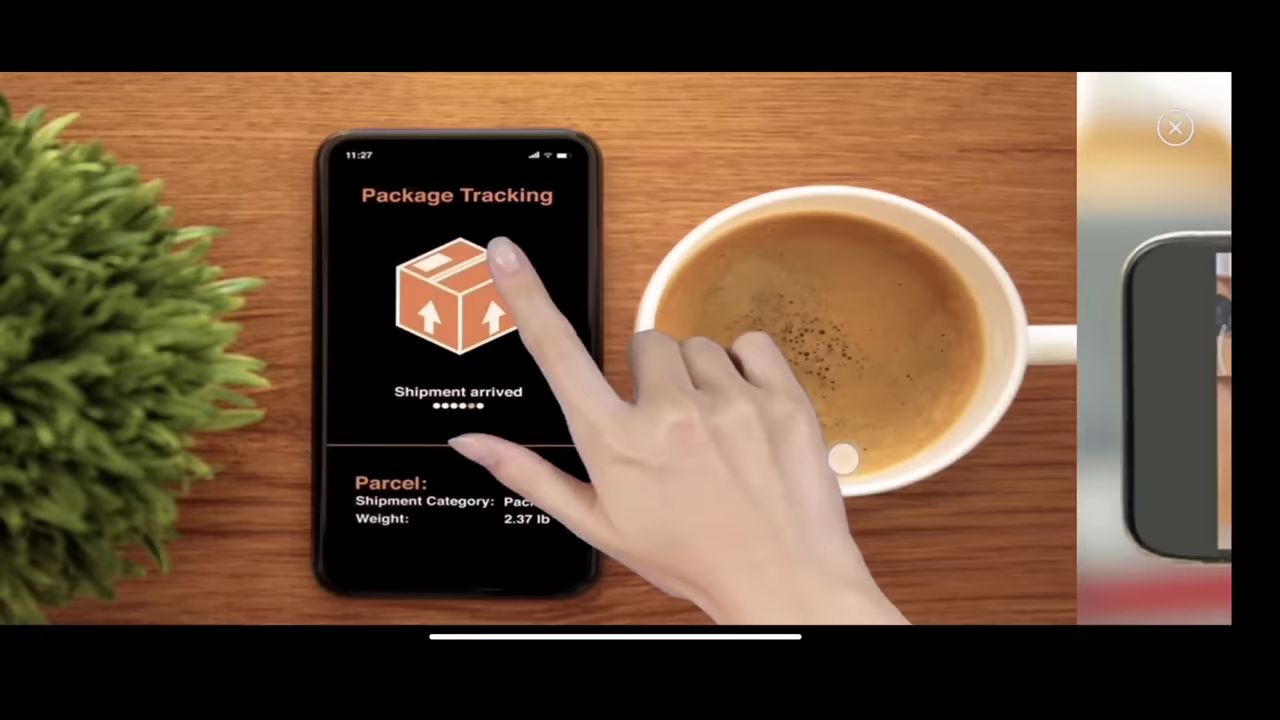 11:27
Package Tracking
Shipment arrived
Parcel:
Shipment Category:
Weight: 2.37 lb